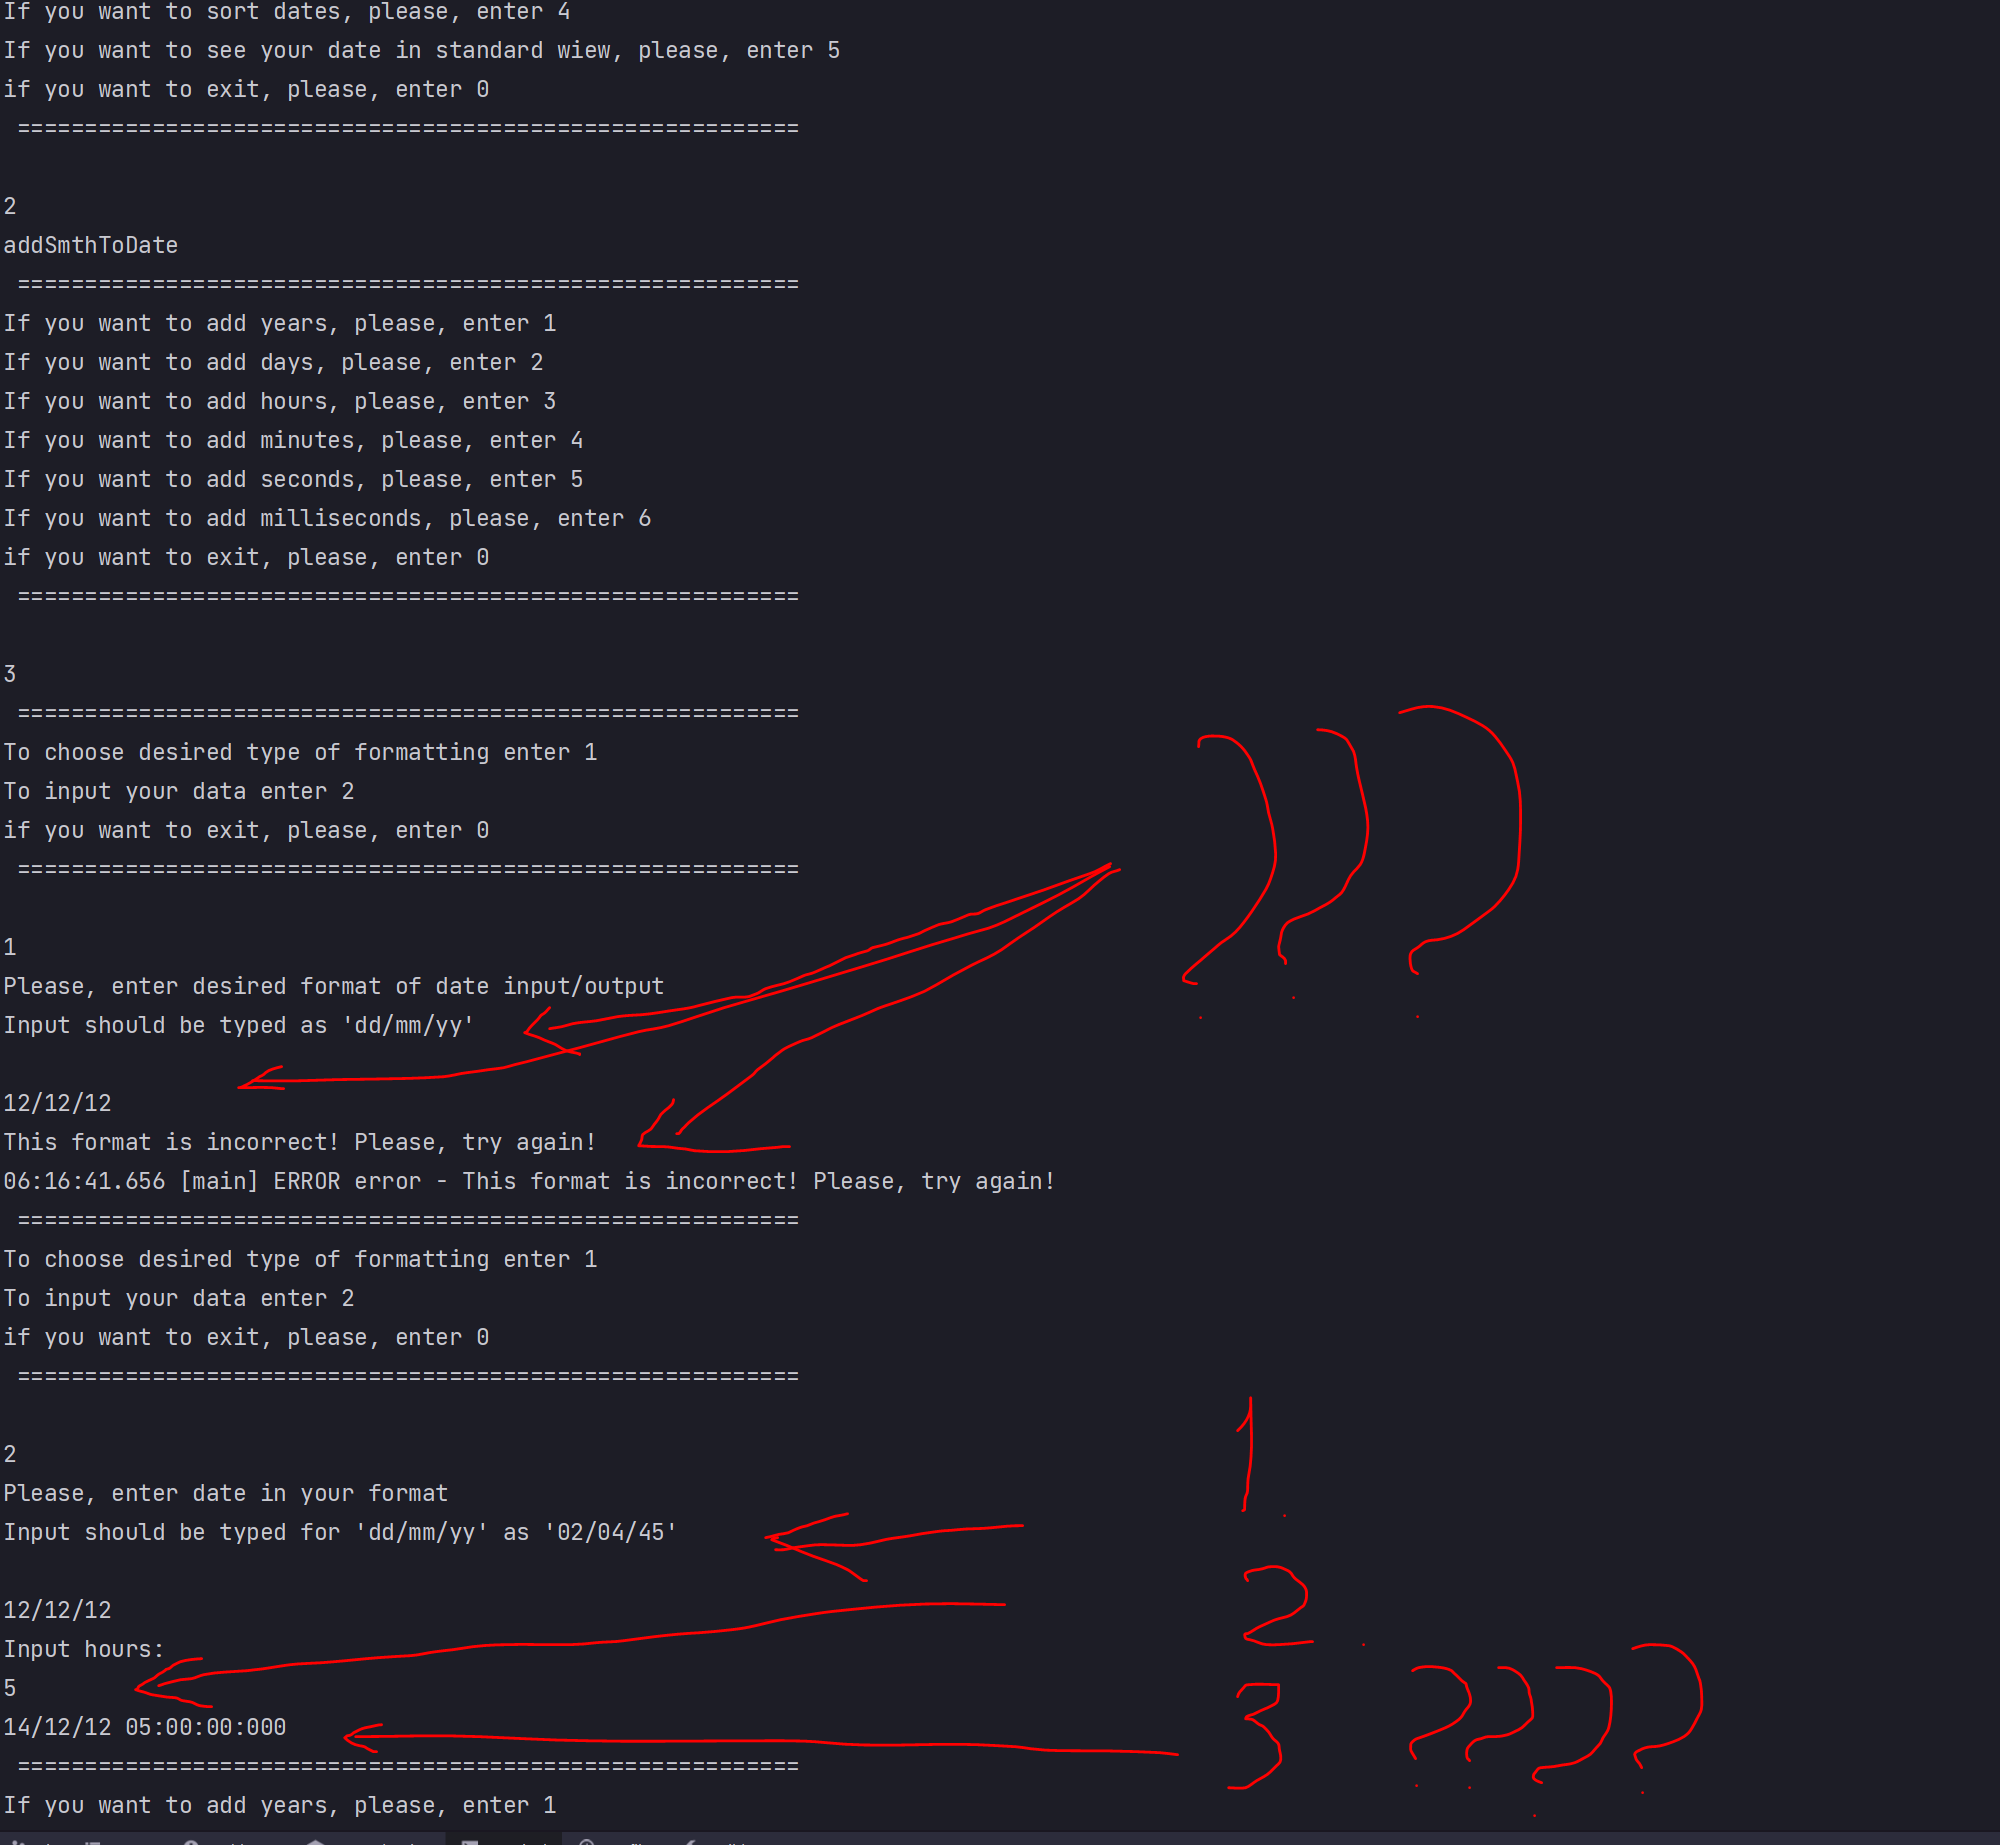 If you want to sort dates, please, enter 4
If you want to see your date in standard wiew, please, enter 5
if you want to exit, please, enter 0
==========================================================
2
addSmthToDate
==========================================================
If you want to add years, please, enter 1
If you want to add days, please, enter 2
If you want to add hours, please, enter 3
If you want to add minutes, please, enter 4
If you want to add seconds, please, enter 5
If you want to add milliseconds, please, enter 6
if you want to exit, please, enter 0
==========================================================
3
==========================================================
To choose desired type of formatting enter 1
To input your data enter 2
if you want to exit, please, enter 0
==========================================================
? ? ?
1
Please, enter desired format of date input/output
Input should be typed as 'dd/mm/yy'
12/12/12
This format is incorrect! Please, try again!
06:16:41.656 [main] ERROR error - This format is incorrect! Please, try again!
==========================================================
To choose desired type of formatting enter 1
To input your data enter 2
if you want to exit, please, enter 0
==========================================================
2
1.
Please, enter date in your format
Input should be typed for 'dd/mm/yy' as '02/04/45'
12/12/12
2.
Input hours:
5
14/12/12 05:00:00:000
3 ? ? ? ?
==========================================================
If you want to add years, please, enter 1